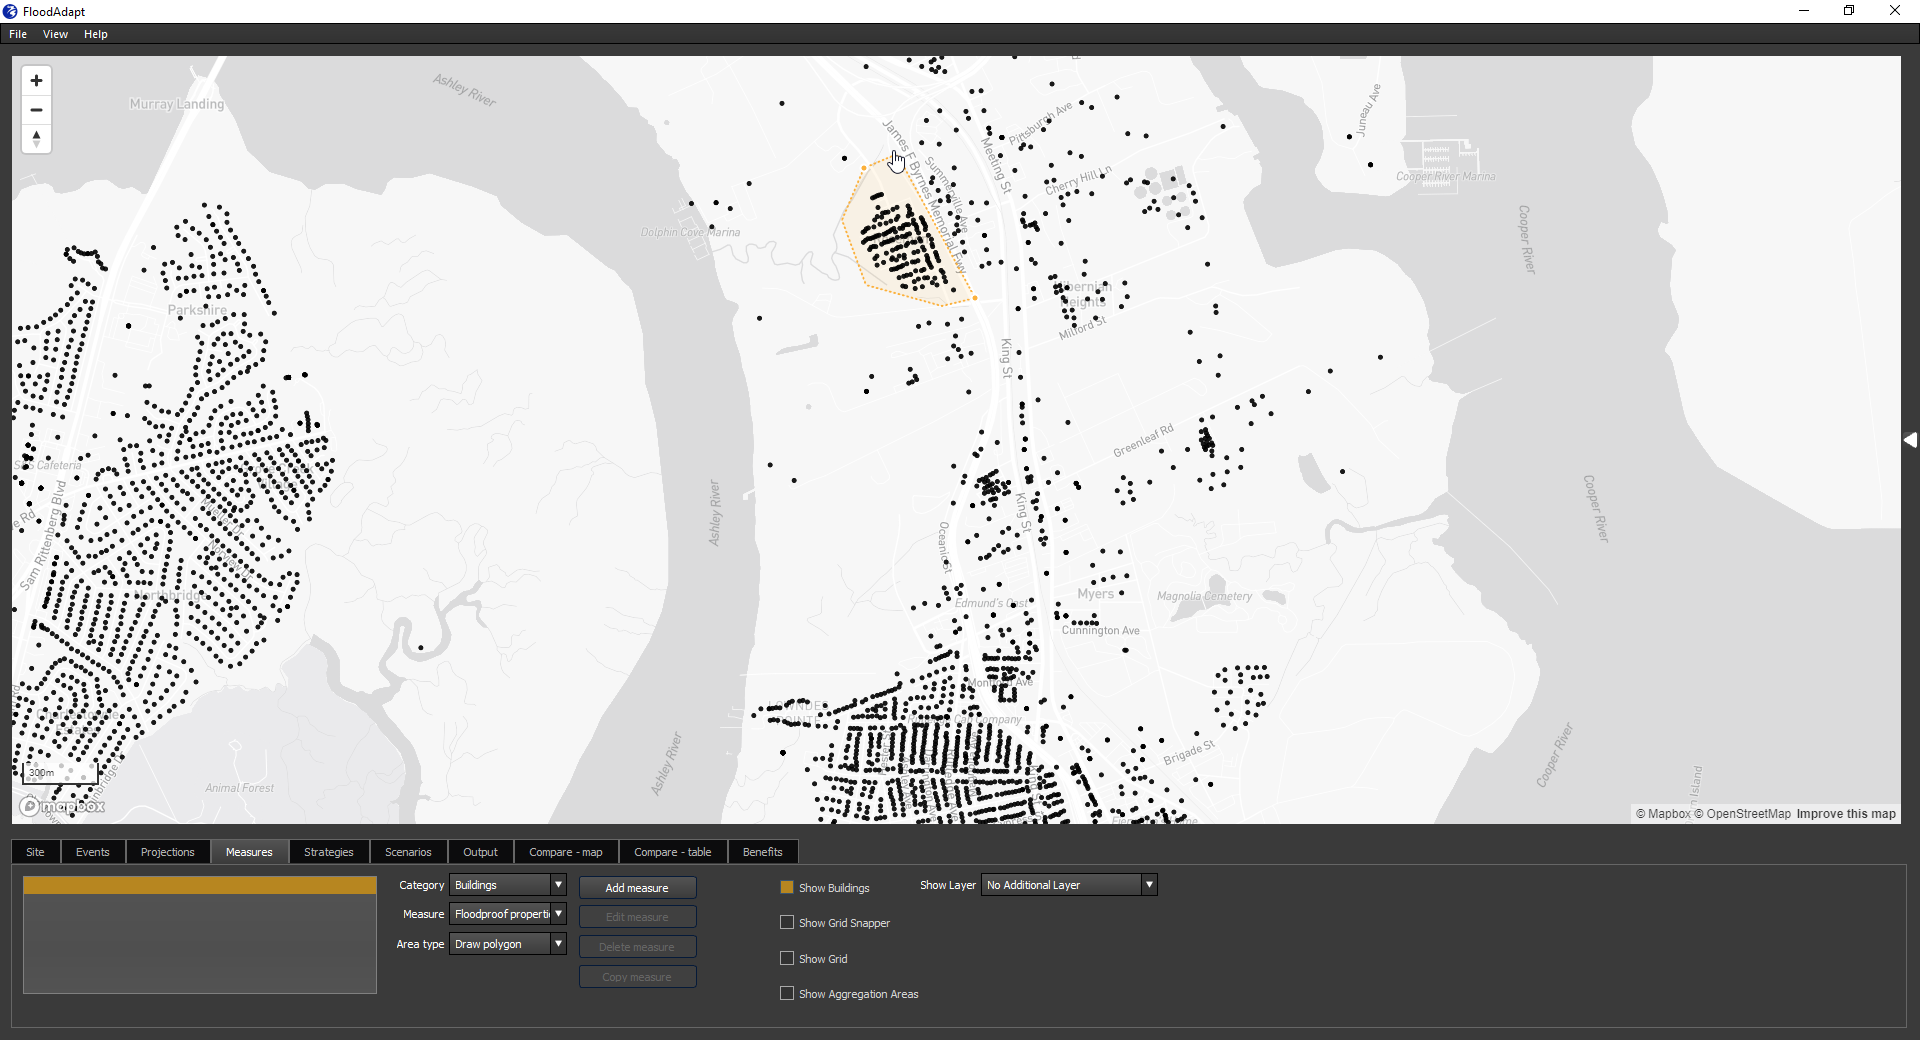 FloodAdapt
File View Help
Murray Landing
Ashley River
James F Byrnes Memorial Fwy
Summerville Ave
Meeting St
Pittsburgh Ave
Cherry Hill Ln
Juneau Ave
Cooper River Marina
Cooper River
Dolphin Cove Marina
Parkshire
Heights
Milford St
King St
Greenleaf Rd
Cafeteria
Sam Rittenberg Blvd
Ashley River
Oceanic St
King St
Cooper River
Northbridge
Edmund's Oast
Myers
Magnolia Cemetery
Cunnington Ave
Montford Ave
Brigade St
Ashley River
Cooper River
Animal Forest
300m
mapbox
© Mapbox © OpenStreetMap Improve this map
Site Events Projections Measures Strategies Scenarios Output Compare - map Compare - table Benefits
Category Buildings
Measure Floodproof properti
Area type Draw polygon
Add measure
Edit measure
Delete measure
Copy measure
Show Buildings
Show Grid Snapper
Show Grid
Show Aggregation Areas
Show Layer No Additional Layer